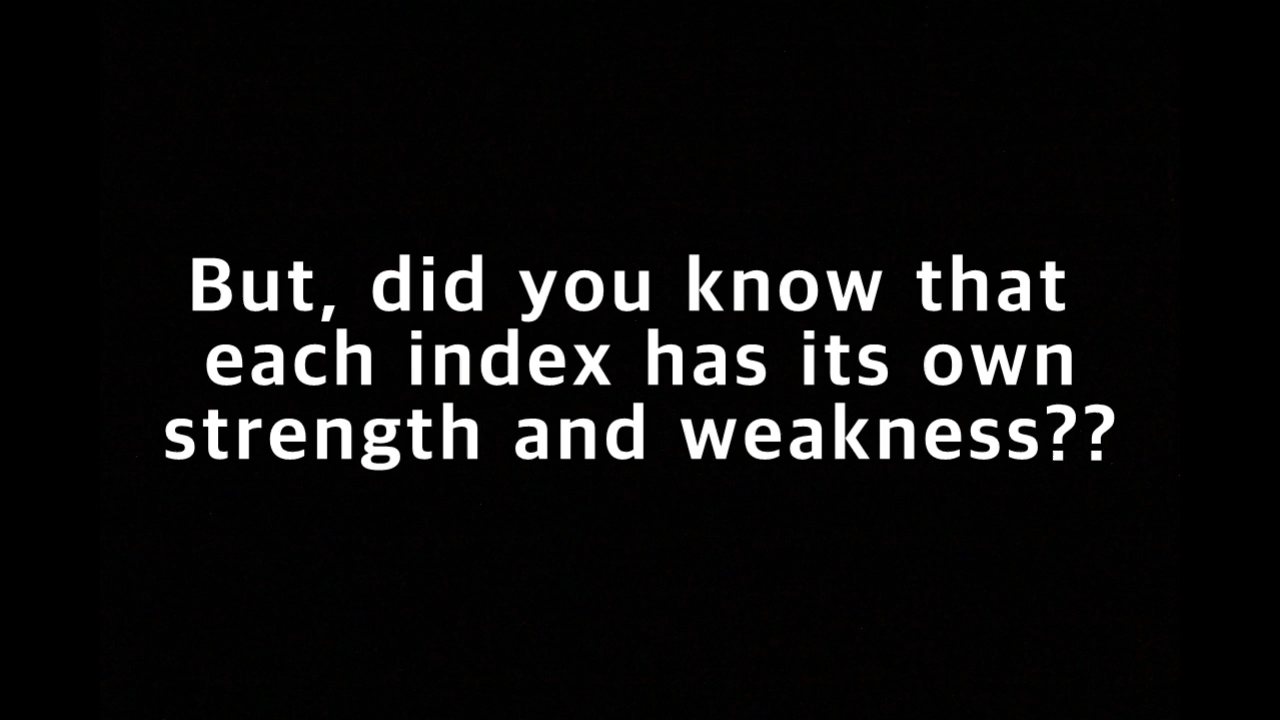 But, did you know that
each index has its own
strength and weakness??